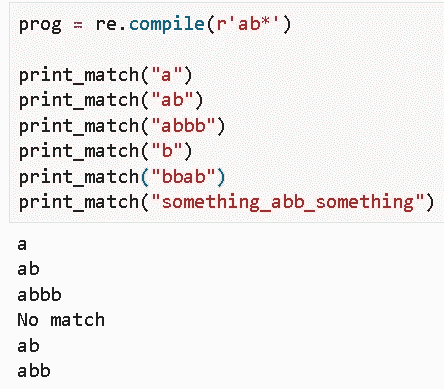 prog = re.compile(r'ab*')
print_match("a")
print_match("ab")
print_match("abbb")
print_match("b")
print_match("bbab")
print_match("something_abb_something")
a
ab
abbb
No match
ab
abb